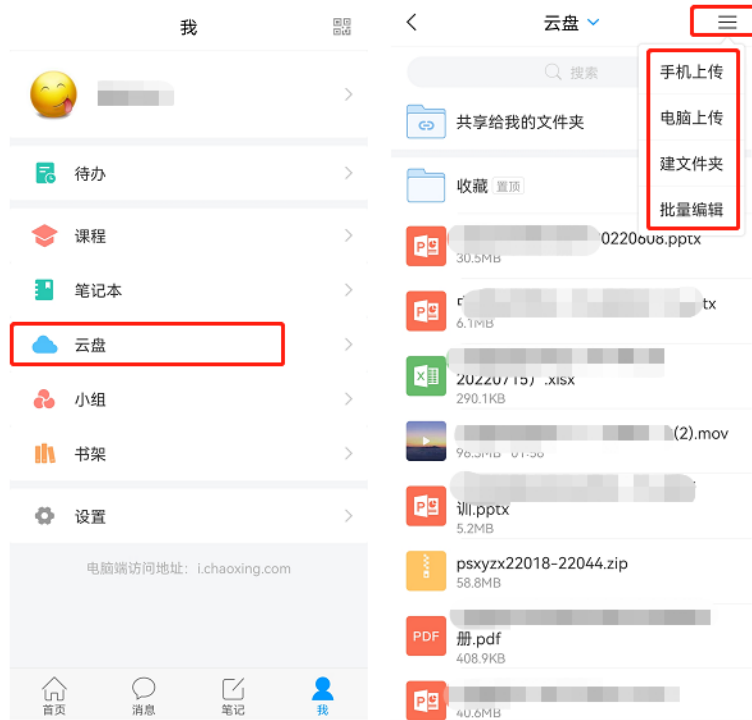 我
待办
课程
笔记本
云盘
小组
书架
设置
电脑端访问地址：i.chaoxing.com
首页
消息
笔记
我
云盘
搜索
手机上传
电脑上传
建文件夹
批量编辑
共享给我的文件夹
收藏 置顶
0220608.pptx
30.5MB
tx
6.1MB
20220715）.xlsx
290.1KB
(2).mov
训.pptx
5.2MB
psxyzx22018-22044.zip
58.8MB
PDF
册.pdf
408.9KB
40.6MB